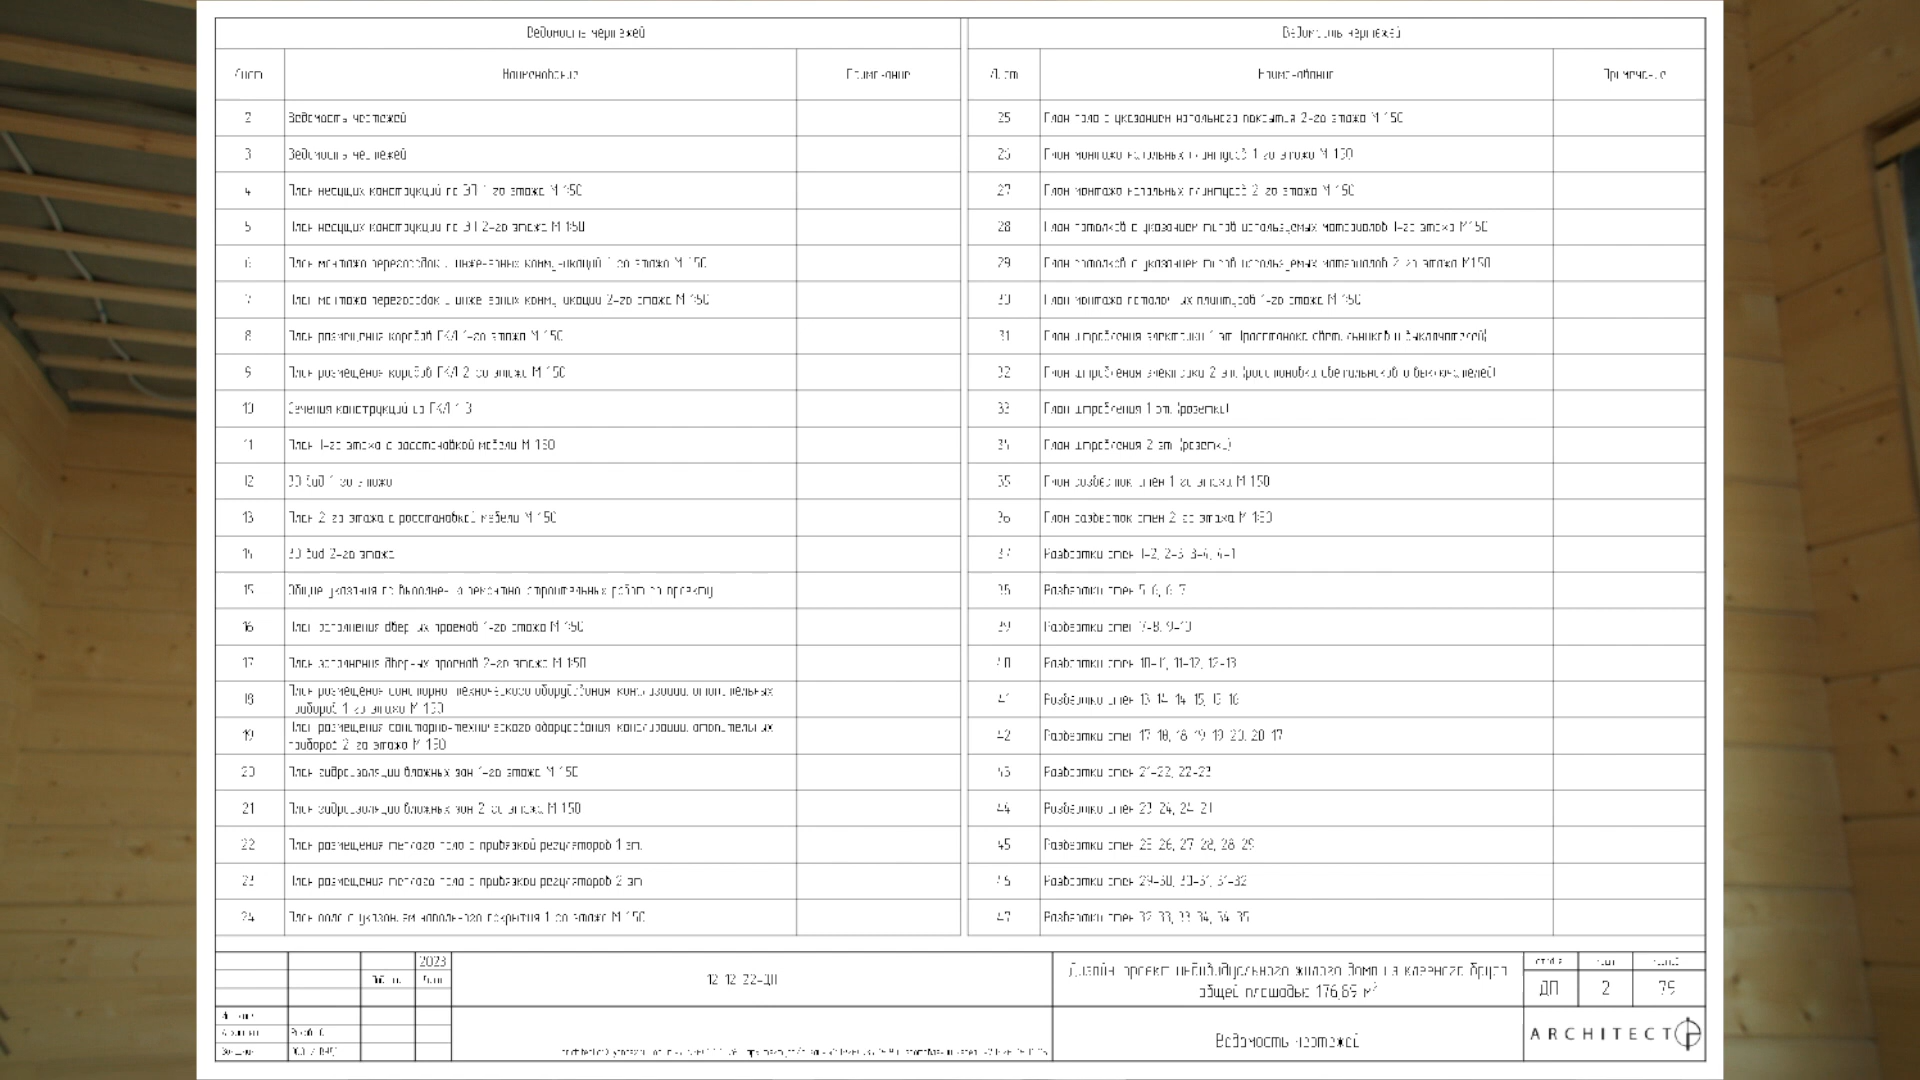 Ведомость чертежей
Лист Наименование Примечание
2 Ведомость чертежей
3 Ведомость чертежей
4 План несущих конструкций по ЭП 1-го этажа М 1:50
5 План несущих конструкции по ЭП 2-го этажа М 1:50
6 План монтажа перегородок и инженерных коммуникаций 1-го этажа М 1:50
7 План монтажа перегородок и инженерных коммуникации 2-го этажа М 1:50
8 План размещения коробов ГКЛ 1-го этажа М 1:50
9 План размещения коробов ГКЛ 2-го этажа М 1:50
10 Сечения конструкций из ГКЛ 1-3
11 План 1-го этажа с расстановкой мебели М 1:50
12 3D вид 1-го этажа
13 План 2-го этажа с расстановкой мебели М 1:50
14 3D вид 2-го этажа
15 Общие указания по выполнению ремонтно-строительных работ по проекту
16 План заполнения дверных проемов 1-го этажа М 1:50
17 План заполнения дверных проемов 2-го этажа М 1:50
18 План размещения санитарно-технического оборудования, канализации, отопительных
приборов 1-го этажа М 1:50
19 План размещения санитарно-технического оборудования, канализации, отопительных
приборов 2-го этажа М 1:50
20 План гидроизоляции влажных зон 1-го этажа М 1:50
21 План гидроизоляции влажных зон 2-го этажа М 1:50
22 План размещения теплого пола с привязкой регуляторов 1 эт.
23 План размещения теплого пола с привязкой регуляторов 2 эт.
24 План пола с указанием напольного покрытия 1-го этажа М 1:50
Ведомость чертежей
Лист Наименование Примечание
25 План пола с указанием напольного покрытия 2-го этажа М 1:50
26 План монтажа напольных плинтусов 1-го этажа М 1:50
27 План монтажа напольных плинтусов 2-го этажа М 1:50
28 План потолков с указанием типов используемых материалов 1-го этажа М1:50
29 План потолков с указанием типов используемых материалов 2-го этажа М1:50
30 План монтажа потолочных плинтусов 1-го этажа М 1:50
31 План штробления электрики 1 эт. (расстановка светильников и выключателей)
32 План штробления электрики 2 эт. (расстановка светильников и выключателей)
33 План штробления 1 эт. (розетки)
34 План штробления 2 эт. (розетки)
35 План разверток стен 1-го этажа М 1:50
36 План разверток стен 2-го этажа М 1:50
37 Развертки стен 1-2, 2-3, 3-4, 4-1
38 Развертки стен 5-6, 6-7
39 Развертки стен 7-8, 9-10
40 Развертки стен 10-11, 11-12, 12-13
41 Развертки стен 13-14, 14-15, 15-16
42 Развертки стен 17-18, 18-19, 19-20, 20-17
43 Развертки стен 21-22, 22-23
44 Развертки стен 23-24, 24-21
45 Развертки стен 25-26, 27-28, 28-29
46 Развертки стен 29-30, 30-31, 31-32
47 Развертки стен 32-33, 33-34, 34-35
2023
12-12-22-ДП
Дизайн-проект индивидуального жилого дома из клееного бруса
общей площадью 176,69 м²
ДП 2 79
Ведомость чертежей
ARCHITECT